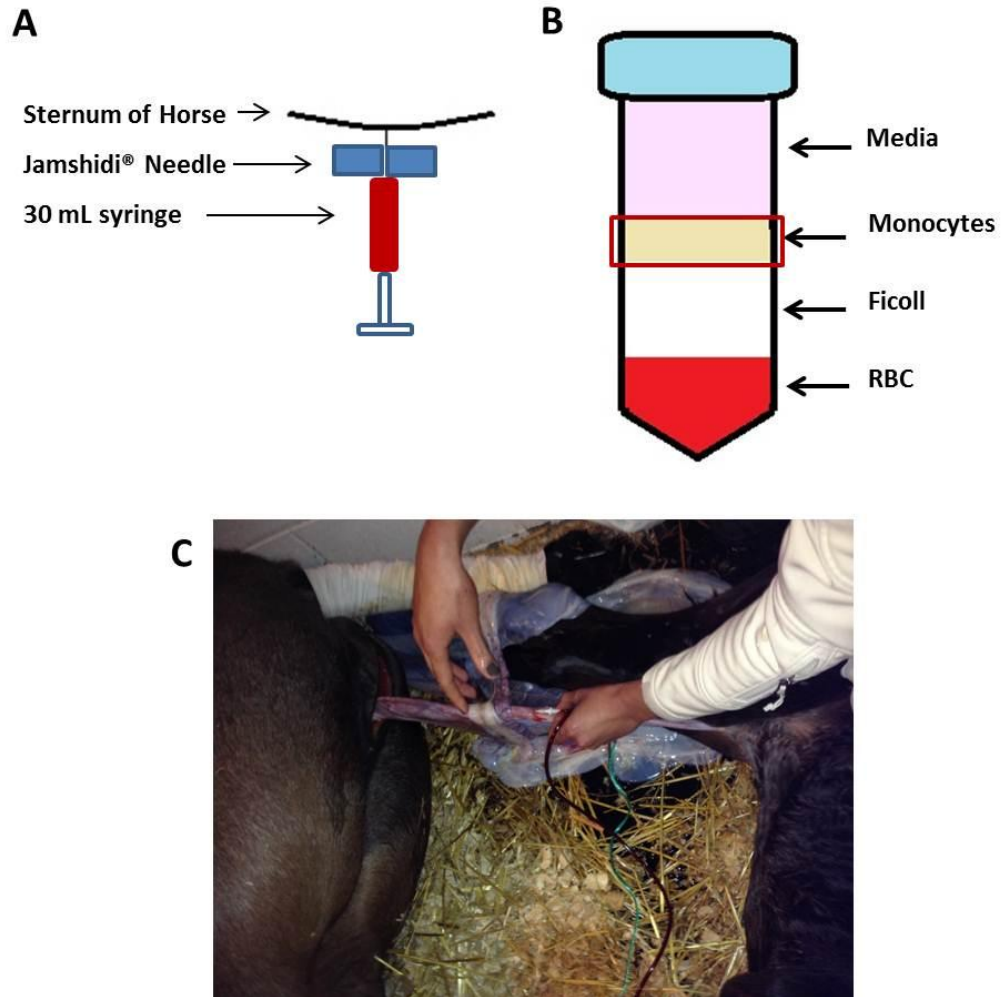 A
Sternum of Horse
Jamshidi® Needle
30 mL syringe
B
Media
Monocytes
Ficoll
RBC
C